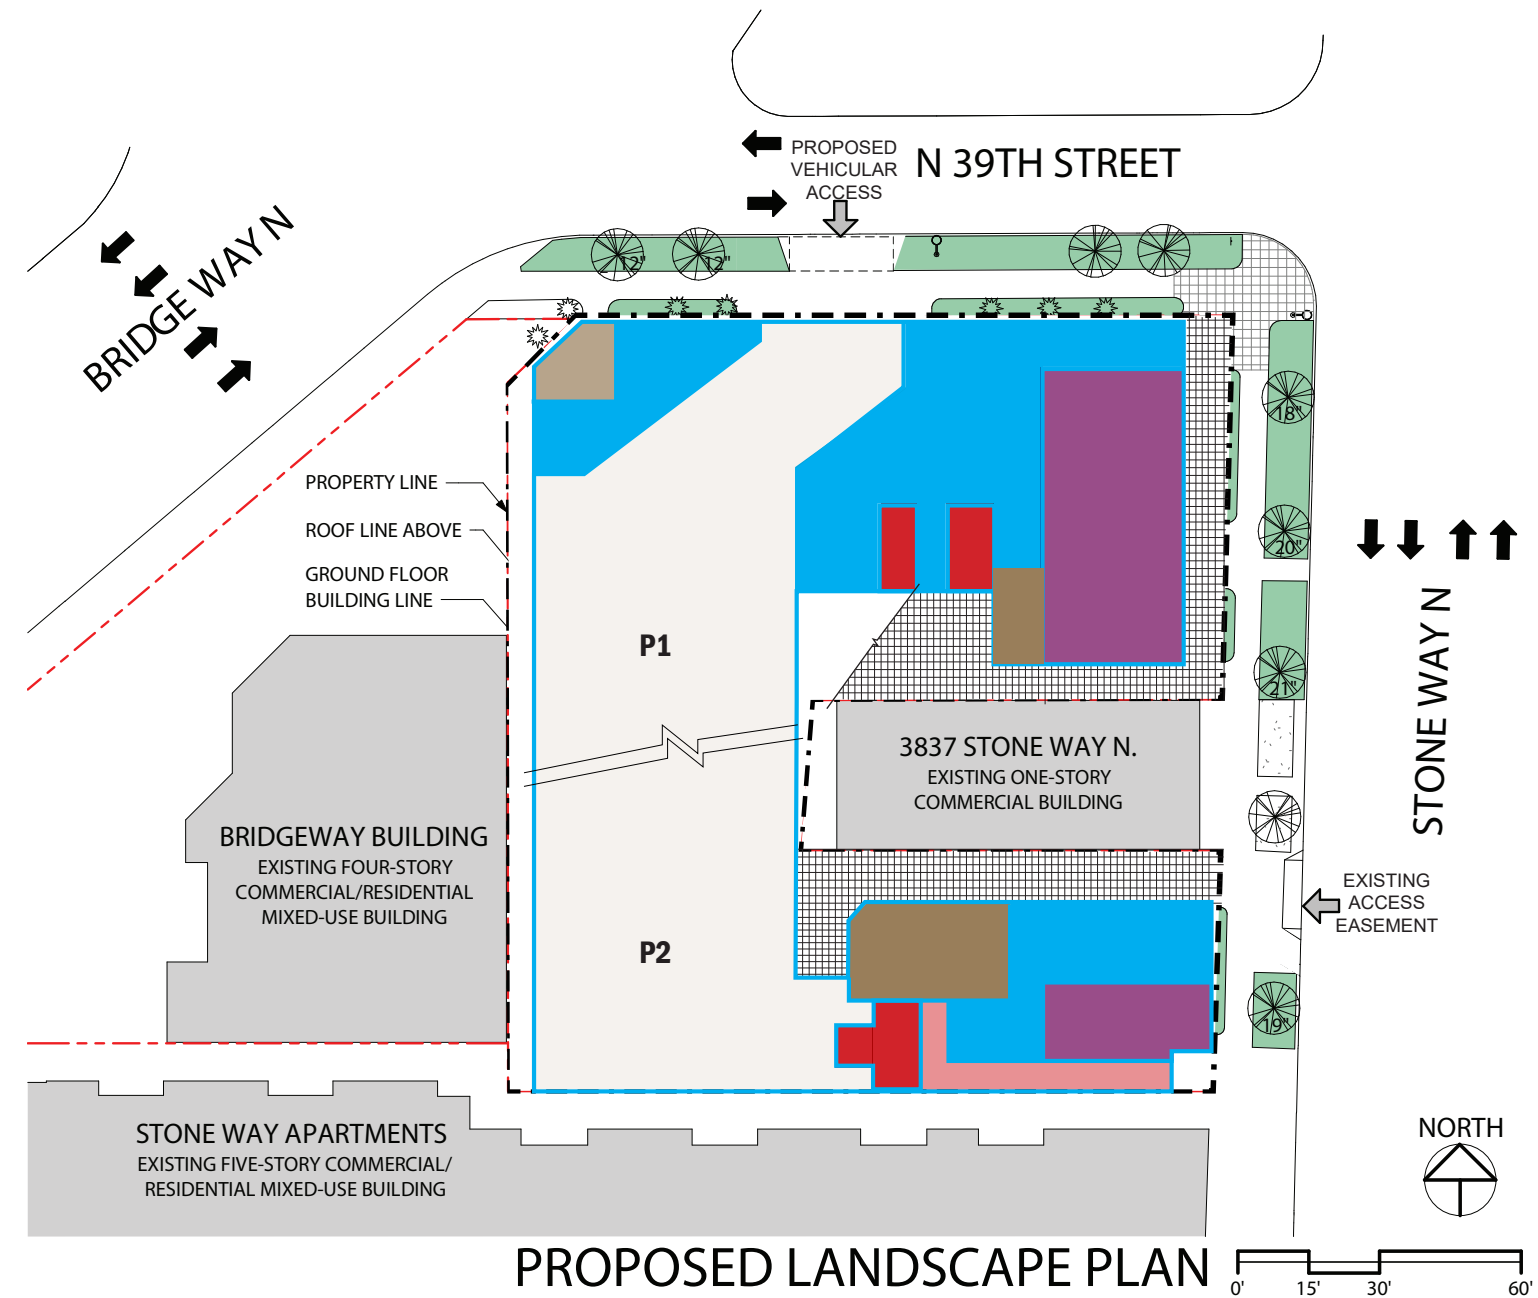 PROPOSED
VEHICULAR
ACCESS
N 39TH STREET
BRIDGE WAY N
12"
12"
18"
20"
21"
19"
PROPERTY LINE
ROOF LINE ABOVE
GROUND FLOOR
BUILDING LINE
P1
P2
3837 STONE WAY N.
EXISTING ONE-STORY
COMMERCIAL BUILDING
STONE WAY N
BRIDGEWAY BUILDING
EXISTING FOUR-STORY
COMMERCIAL/RESIDENTIAL
MIXED-USE BUILDING
EXISTING
ACCESS
EASEMENT
STONE WAY APARTMENTS
EXISTING FIVE-STORY COMMERCIAL/
RESIDENTIAL MIXED-USE BUILDING
NORTH
PROPOSED LANDSCAPE PLAN
0' 15' 30' 60'